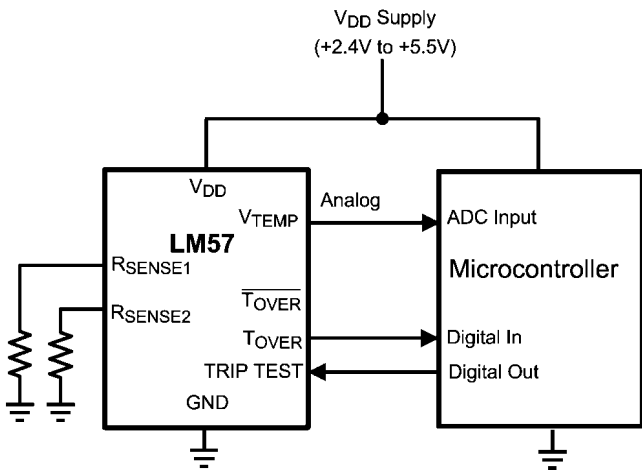 VDD Supply
(+2.4V to +5.5V)
VDD
VTEMP
Analog
ADC Input
LM57
Microcontroller
RSENSE1
RSENSE2
TOVER
TOVER
Digital In
TRIP TEST
Digital Out
GND